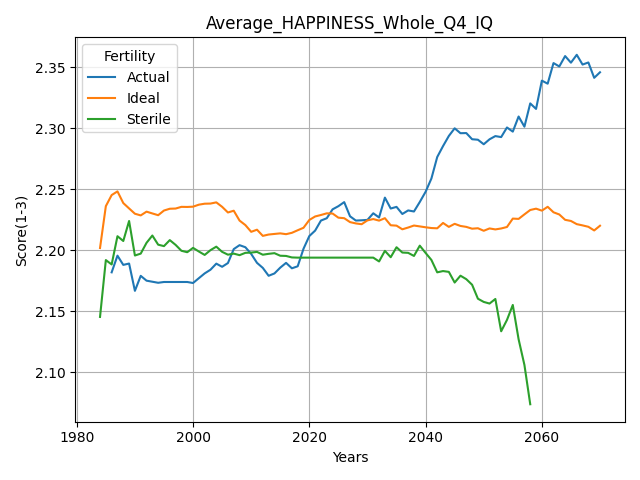 Average_HAPPINESS_Whole_Q4_IQ
Fertility
Actual
Ideal
Sterile
2.35
2.30
2.25
2.20
2.15
2.10
Score(1-3)
1980
2000
2020
2040
2060
Years